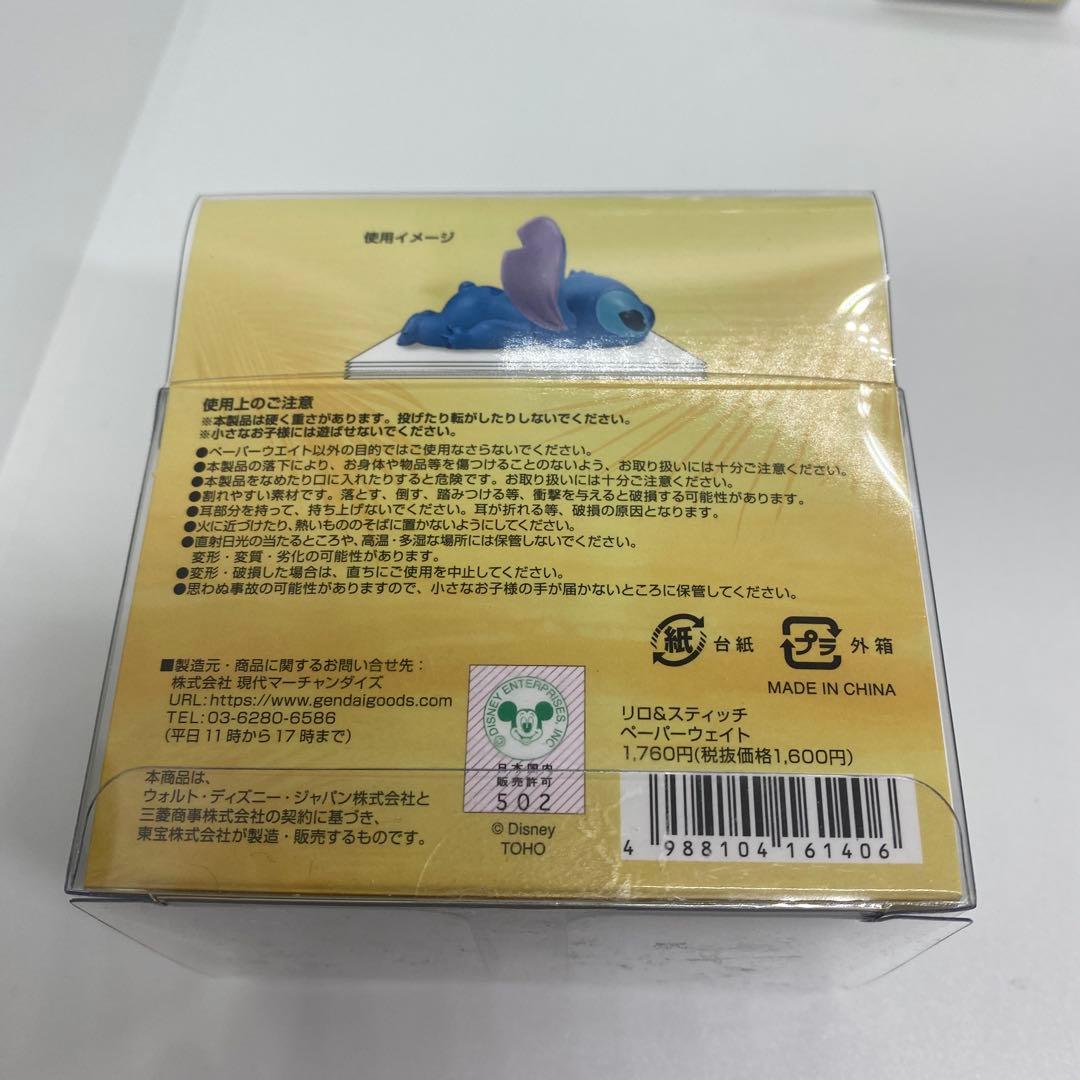 使用イメージ
使用上のご注意
※本製品は硬く重さがあります。投げたり転がしたりしないでください。
※小さなお子様には遊ばせないでください。
●ペーパーウエイト以外の目的ではご使用なさらないでください。
●本製品の落下により、お身体や物品等を傷つけることのないよう、お取り扱いには十分ご注意ください。
●本製品をなめたり口に入れたりすると危険です。お取り扱いには十分ご注意ください。
●割れやすい素材です。落とす、倒す、踏みつける等、衝撃を与えると破損する可能性があります。
●耳部分を持って、持ち上げないでください。耳が折れる等、破損の原因となります。
●火に近づけたり、熱いもののそばに置かないようにしてください。
●直射日光の当たるところや、高温・多湿な場所には保管しないでください。
変形・変質・劣化の可能性があります。
●変形・破損した場合は、直ちにご使用を中止してください。
●思わぬ事故の可能性がありますので、小さなお子様の手が届かないところに保管してください。
紙 台紙 プラ 外箱
MADE IN CHINA
■製造元・商品に関するお問い合せ先：
株式会社 現代マーチャンダイズ
URL:https://www.gendaigoods.com
TEL:03-6280-6586
(平日11時から17時まで)
本商品は、
ウォルト・ディズニー・ジャパン株式会社と
三菱商事株式会社の契約に基づき、
東宝株式会社が製造・販売するものです。
©DISNEY ENTERPRISES, INC
日本国内
販売許可
502
© Disney
TOHO
リロ&スティッチ
ペーパーウェイト
1,760円(税抜価格1,600円)
4 988104 161406